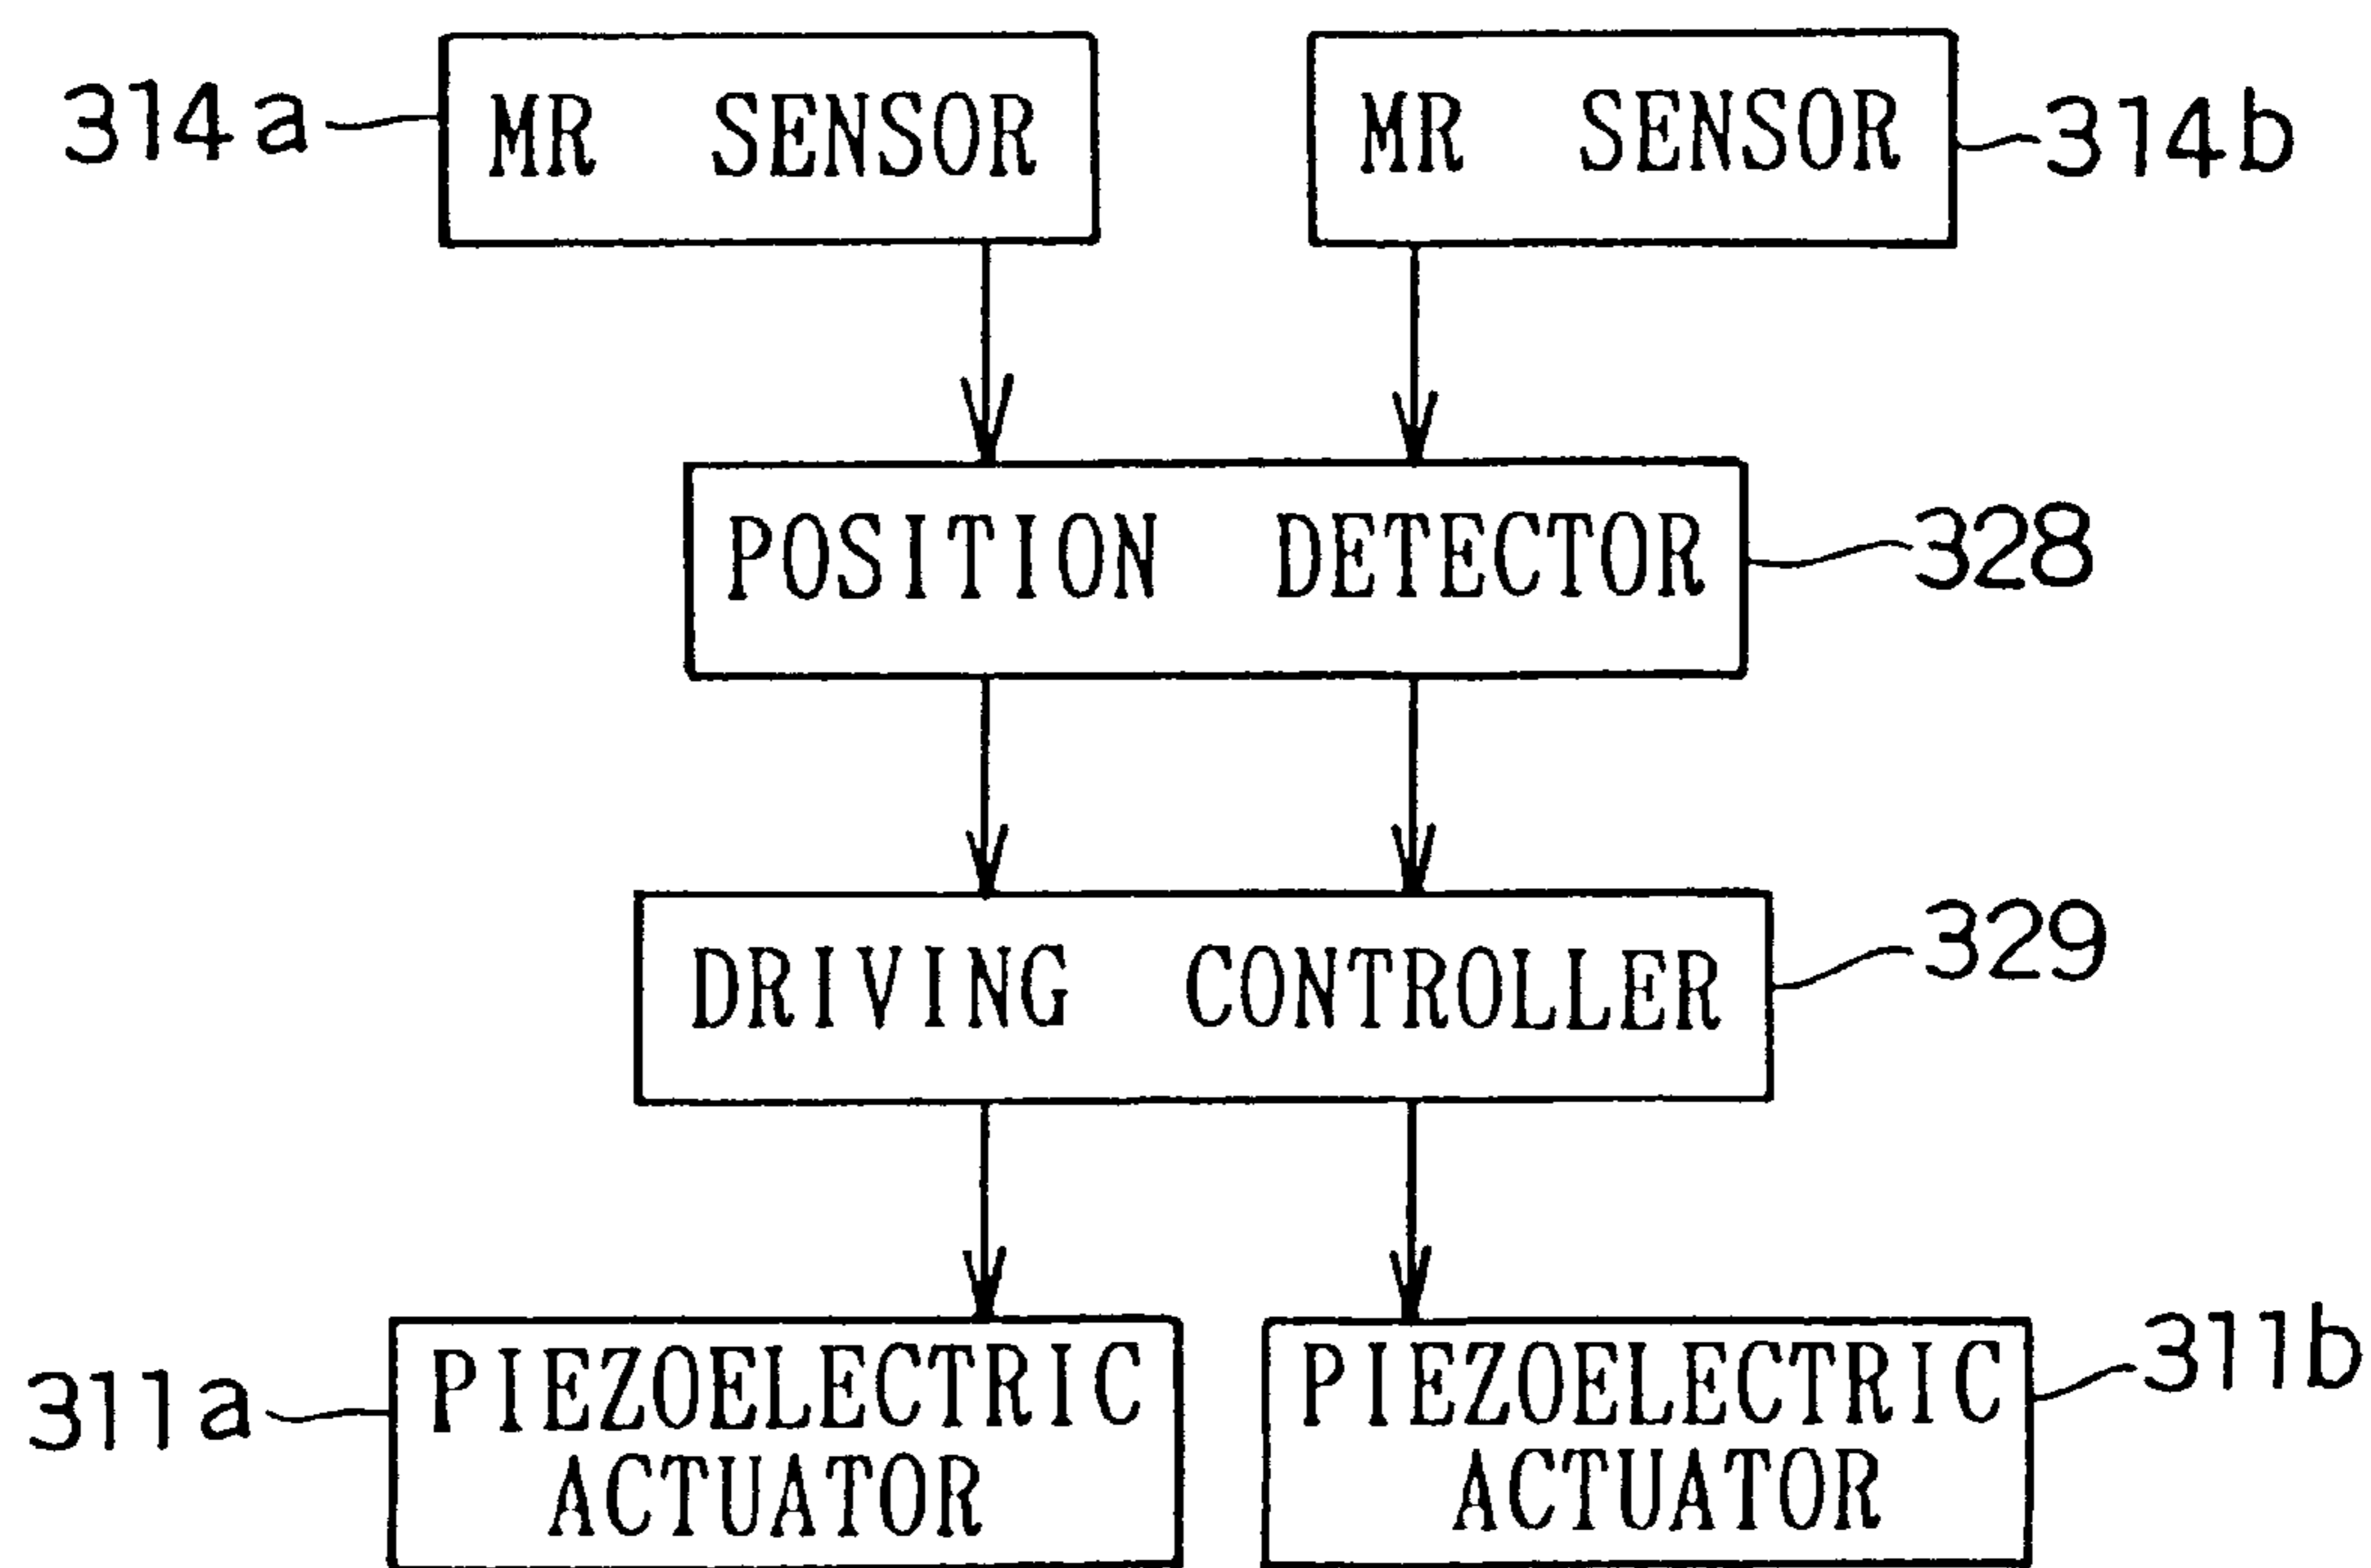 314a MR SENSOR
MR SENSOR 314b
POSITION DETECTOR 328
DRIVING CONTROLLER 329
311a PIEZOELECTRIC
ACTUATOR
PIEZOELECTRIC 311b
ACTUATOR